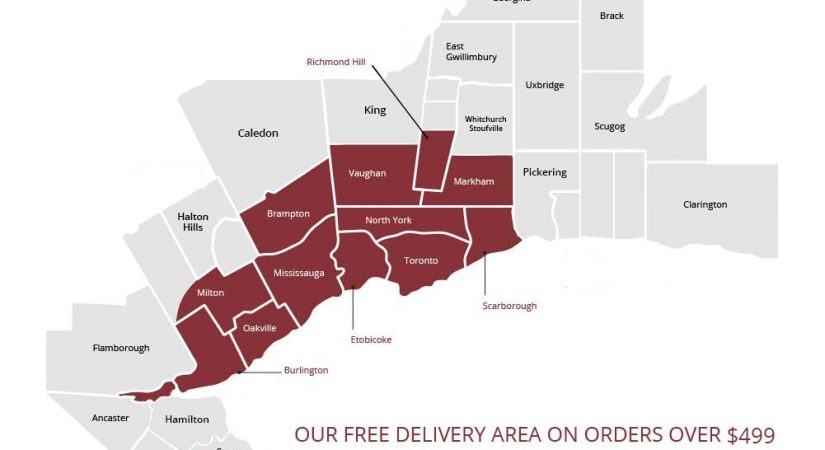 Brack
East
Gwillimbury
Richmond Hill
Uxbridge
King
Whitchurch
Stoufville
Scugog
Caledon
Vaughan
Pickering
Markham
Clarington
Brampton
Halton
Hills
North York
Toronto
Mississauga
Milton
Scarborough
Oakville
Etobicoke
Flamborough
Burlington
Ancaster
Hamilton
OUR FREE DELIVERY AREA ON ORDERS OVER $499